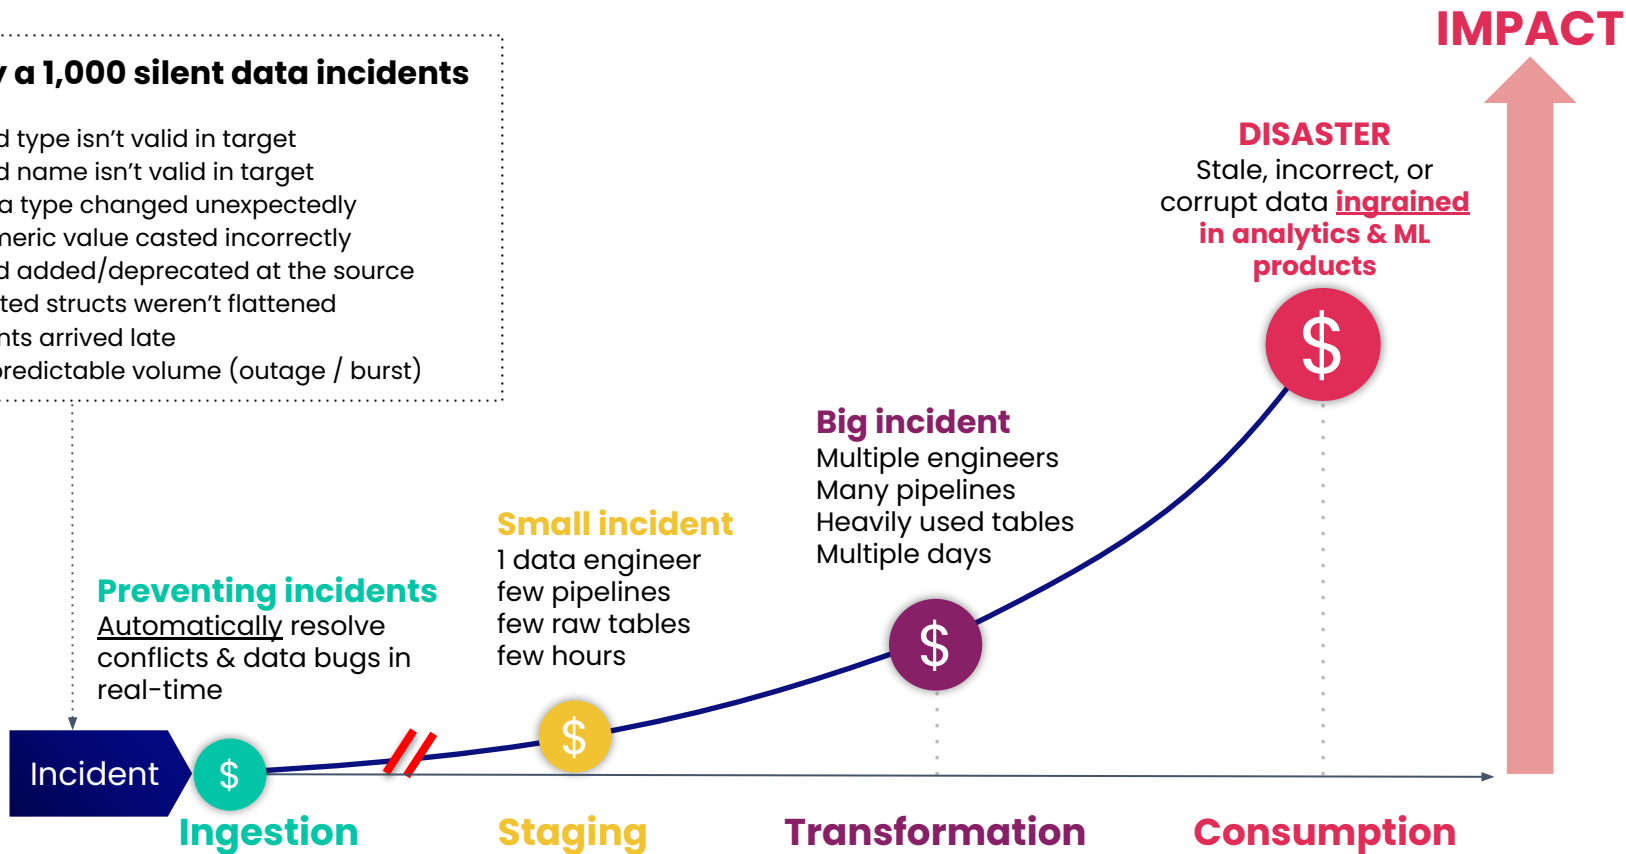 IMPACT
a 1,000 silent data incidents
type isn't valid in target
name isn't valid in target
type changed unexpectedly
value casted incorrectly
added/deprecated at the source
structs weren't flattened
arrived late
volume (outage / burst)
DISASTER
Stale, incorrect, or
corrupt data ingrained
in analytics & ML
products
$
Big incident
Multiple engineers
Many pipelines
Heavily used tables
Multiple days
$
Small incident
1 data engineer
few pipelines
few raw tables
few hours
$
Preventing incidents
Automatically resolve
conflicts & data bugs in
real-time
Incident
$
Ingestion
Staging
Transformation
Consumption